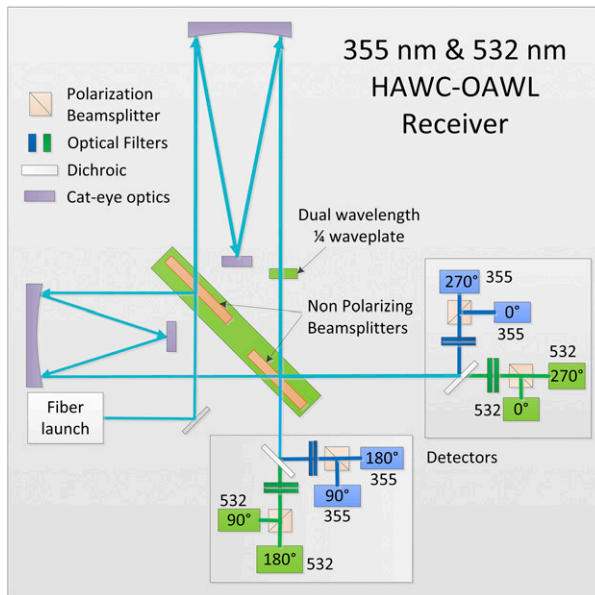 355 nm & 532 nm
HAWC-OAWL
Receiver
Polarization
Beamsplitter
Optical Filters
Dichroic
Cat-eye optics
Dual wavelength
¼ waveplate
Non Polarizing
Beamsplitters
Fiber
launch
270° 355
0°
355
532
270°
532
0°
Detectors
180°
355
90°
355
532
90°
180°
532